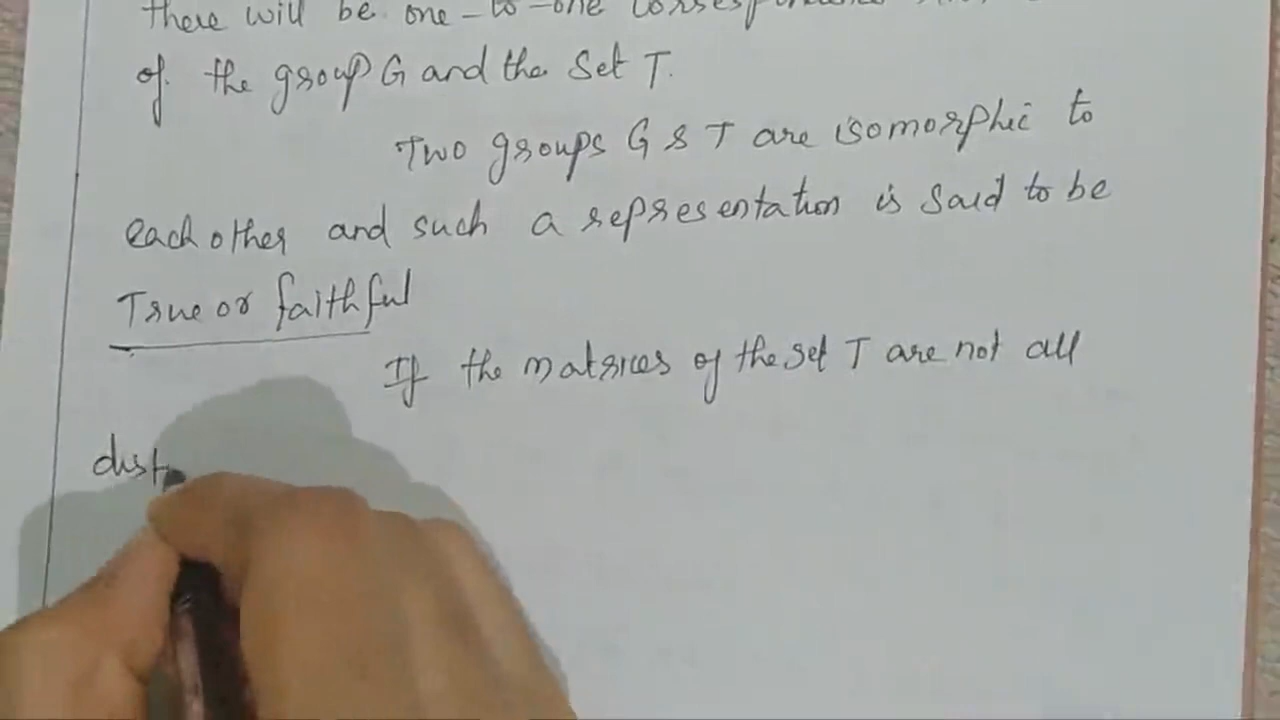 there will be one-to-one
of the group G and the set T.
Two groups G & T are isomorphic to
each other and such a representation is said to be
True or faithful
If the matrices of the set T are not all
dist